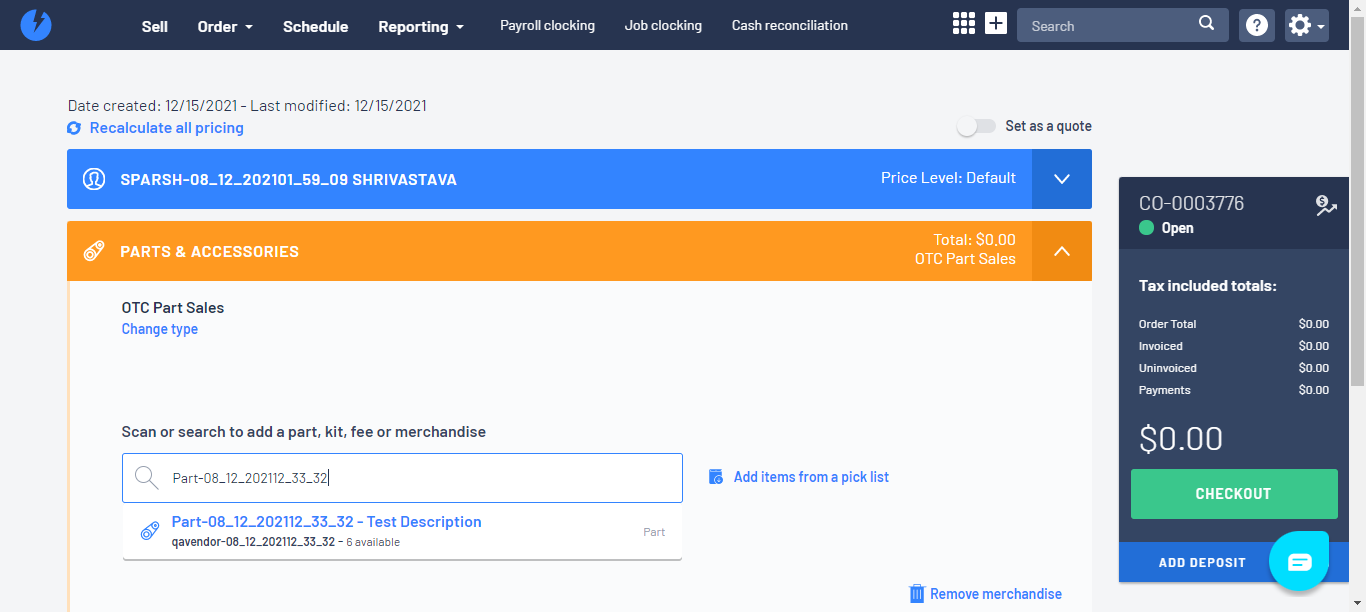 Sell Order Schedule Reporting Payroll clocking Job clocking Cash reconciliation Search ?
Date created: 12/15/2021 - Last modified: 12/15/2021
Recalculate all pricing
Set as a quote
SPARSH-08_12_202101_59_09 SHRIVASTAVA
Price Level: Default
PARTS & ACCESSORIES
Total: $0.00
OTC Part Sales
OTC Part Sales
Change type
Scan or search to add a part, kit, fee or merchandise
Part-08_12_202112_33_32
Add items from a pick list
Part-08_12_202112_33_32 - Test Description
qavendor-08_12_202112_33_32 - 6 available
Part
Remove merchandise
CO-0003776
$
Open
Tax included totals:
Order Total $0.00
Invoiced $0.00
Uninvoiced $0.00
Payments $0.00
$0.00
CHECKOUT
ADD DEPOSIT